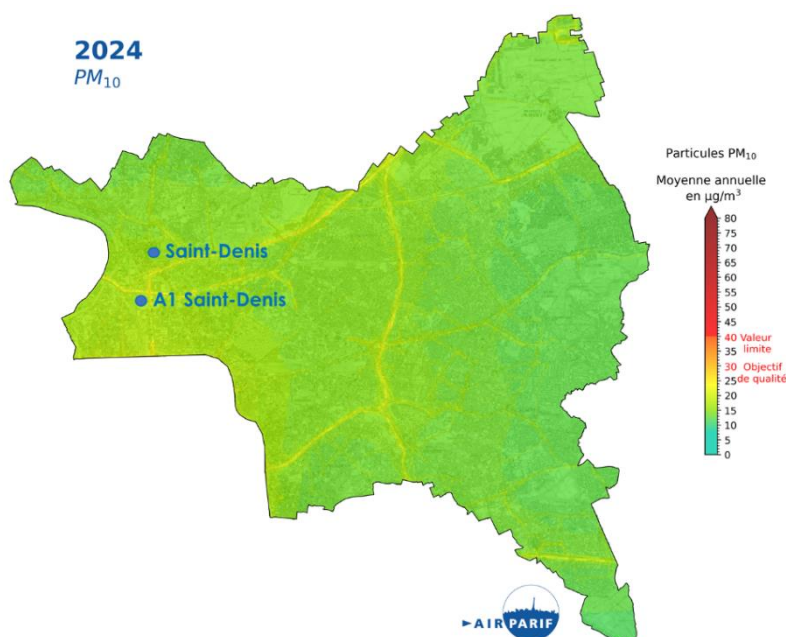 2024
PM₁₀
Saint-Denis
A1 Saint-Denis
Particules PM₁₀
Moyenne annuelle
en µg/m³
80
75
70
65
60
55
50
45
40 Valeur
limite
35
30 Objectif
de qualité
25
20
15
10
5
0
AIRPARIF